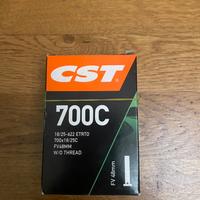 CST
700C
18/25-622 ETRTO
700x18/25C
FV48MM
W/O THREAD
FV 48mm